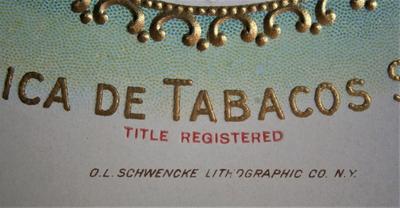 ICA DE TABACOS S
TITLE REGISTERED
O.L. SCHWENCKE LITHOGRAPHIC CO. N.Y.